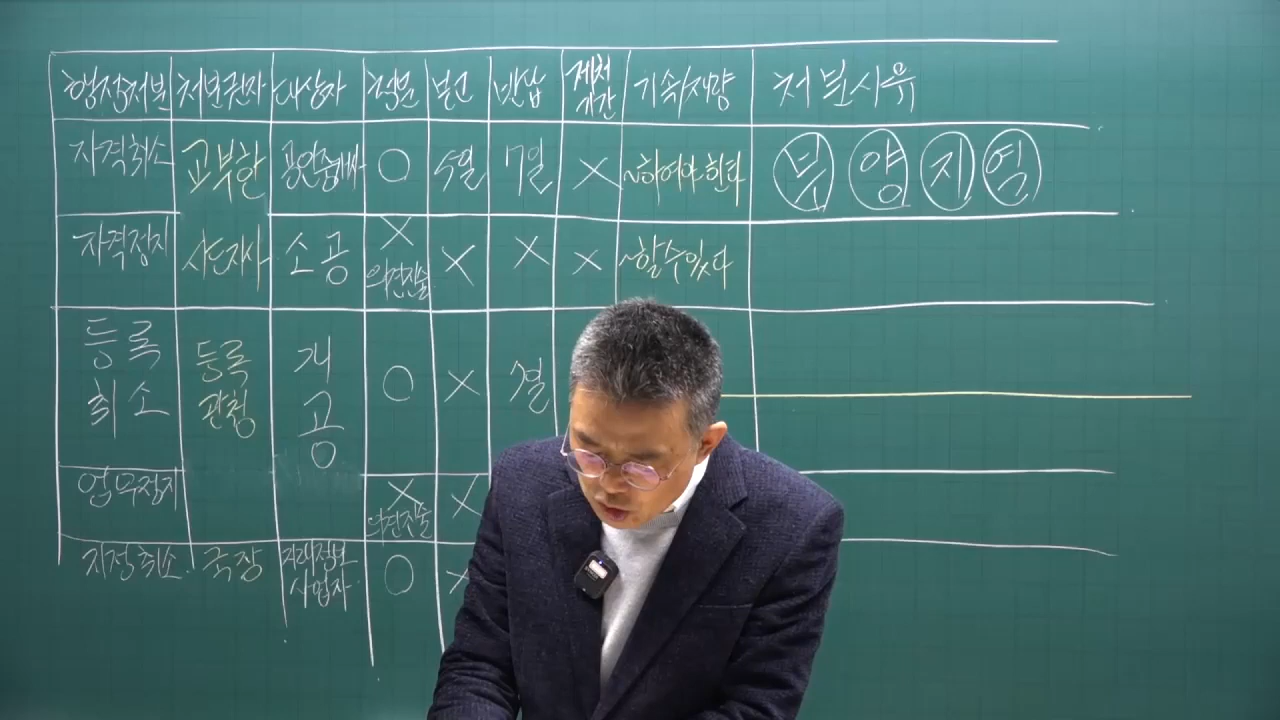 행정처분 처분권자 대상자 청문 보고 반납 제척기간 기속/재량 처분사유
자격취소 교부한 공인중개사 ○ 5일 7일 × ~하여야 한다 부 양 지 임
자격정지 시·도지사 소공 × 의견진술 × × × ~할 수 있다
등록취소 등록관청 개공 ○ × 7일
업무정지 × 의견진술 ×
지정취소 국장 거래정보사업자 ○ ×